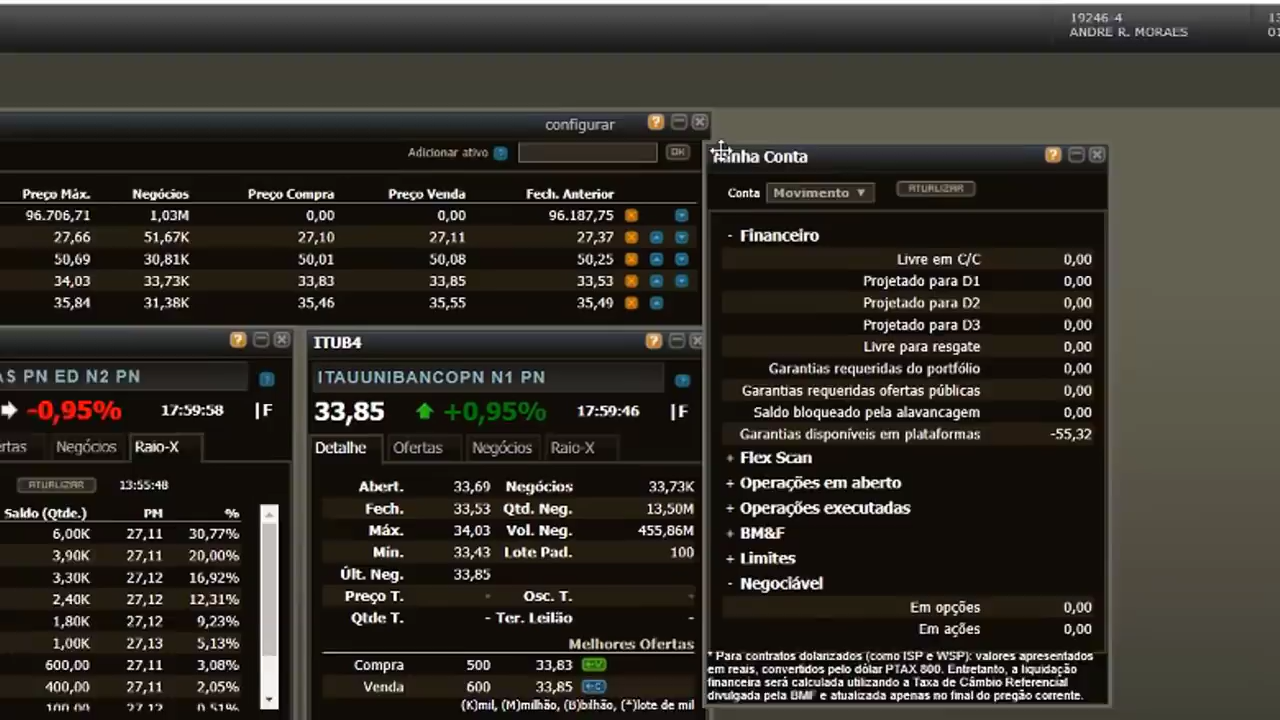 19246-4
ANDRE R. MORAES
configurar
Adicionar ativo OK
Preço Máx. Negócios Preço Compra Preço Venda Fech. Anterior
96.706,71 1,03M 0,00 0,00 96.187,75
27,66 51,67K 27,10 27,11 27,37
50,69 30,81K 50,01 50,08 50,25
34,03 33,73K 33,83 33,85 33,53
35,84 31,38K 35,46 35,55 35,49
S PN ED N2 PN
-0,95% 17:59:58 |F
Negócios Raio-X
ATUALIZAR 13:55:48
Saldo (Qtde.) PM %
6,00K 27,11 30,77%
3,90K 27,11 20,00%
3,30K 27,12 16,92%
2,40K 27,12 12,31%
1,80K 27,12 9,23%
1,00K 27,13 5,13%
600,00 27,11 3,08%
400,00 27,11 2,05%
100,00 27,11 0,51%
ITUB4
ITAUUNIBANCOPN N1 PN
33,85 +0,95% 17:59:46 |F
Detalhe Ofertas Negócios Raio-X
Abert. 33,69 Negócios 33,73K
Fech. 33,53 Qtd. Neg. 13,50M
Máx. 34,03 Vol. Neg. 455,86M
Mín. 33,43 Lote Pad. 100
Últ. Neg. 33,85
Preço T. - Osc. T. -
Qtde T. - Ter. Leilão -
Melhores Ofertas
Compra 500 33,83
Venda 600 33,85
(K)mil, (M)milhão, (B)bilhão, (*)lote de mil
Minha Conta
Conta Movimento ATUALIZAR
- Financeiro
Livre em C/C 0,00
Projetado para D1 0,00
Projetado para D2 0,00
Projetado para D3 0,00
Livre para resgate 0,00
Garantias requeridas do portfólio 0,00
Garantias requeridas ofertas públicas 0,00
Saldo bloqueado pela alavancagem 0,00
Garantias disponíveis em plataformas -55,32
+ Flex Scan
+ Operações em aberto
+ Operações executadas
+ BM&F
+ Limites
- Negociável
Em opções 0,00
Em ações 0,00
* Para contratos dolarizados (como ISP e WSP): valores apresentados
em reais, convertidos pelo dólar PTAX 800. Entretanto, a liquidação
financeira será calculada utilizando a Taxa de Câmbio Referencial
divulgada pela BMF e atualizada apenas no final do pregão corrente.